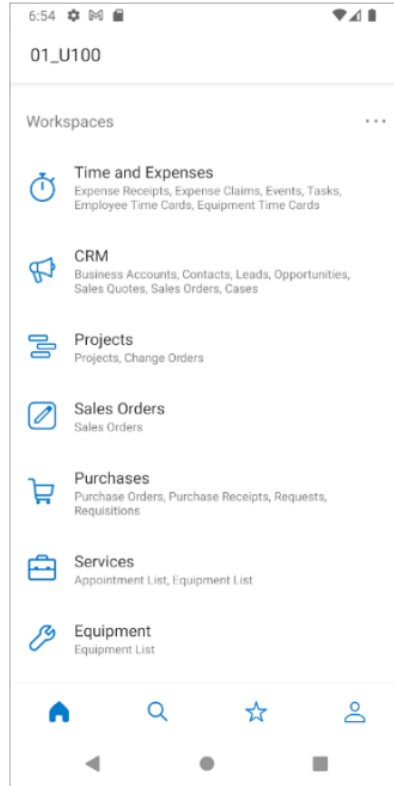 6:54
01_U100
Workspaces
Time and Expenses
Expense Receipts, Expense Claims, Events, Tasks,
Employee Time Cards, Equipment Time Cards
CRM
Business Accounts, Contacts, Leads, Opportunities,
Sales Quotes, Sales Orders, Cases
Projects
Projects, Change Orders
Sales Orders
Sales Orders
Purchases
Purchase Orders, Purchase Receipts, Requests,
Requisitions
Services
Appointment List, Equipment List
Equipment
Equipment List